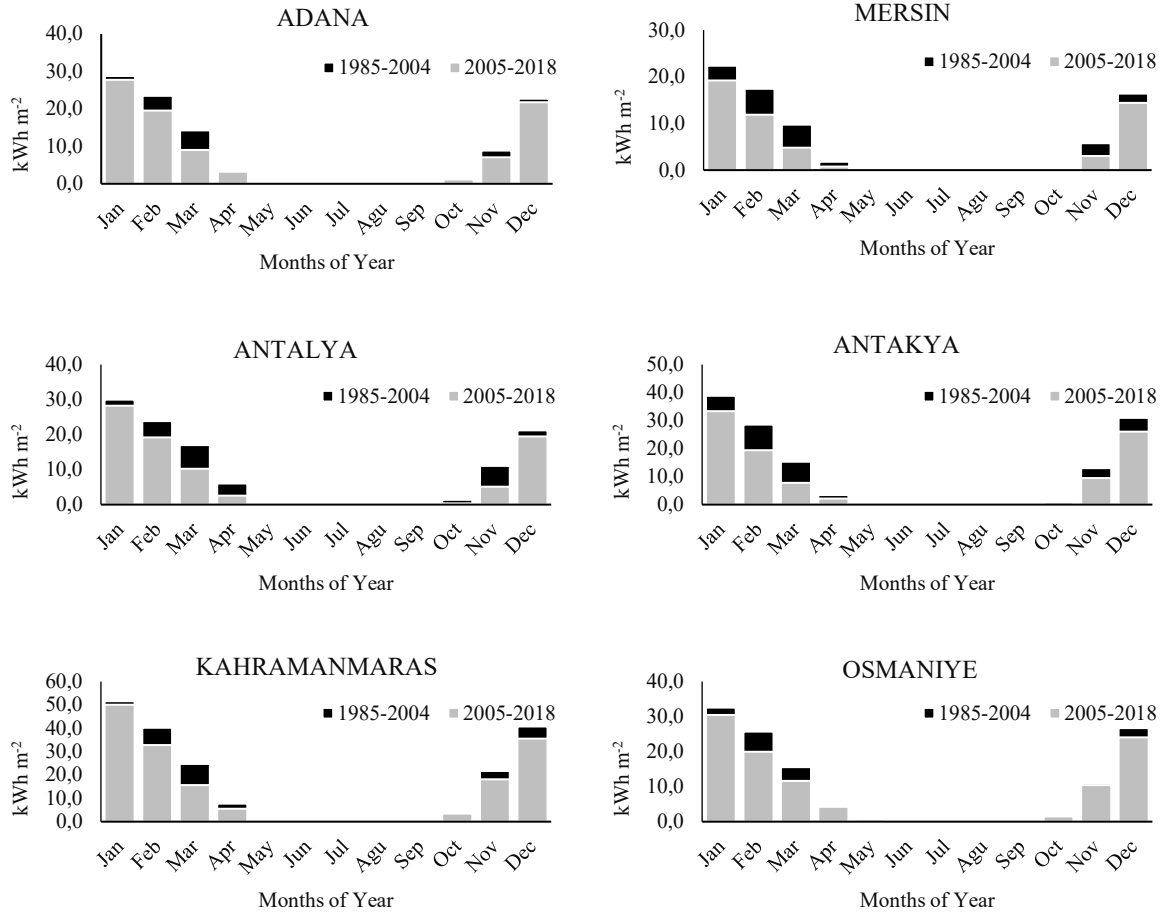 ADANA
40,0
30,0
20,0
10,0
0,0
kWh m-2
1985-2004 2005-2018
Jan Feb Mar Apr May Jun Jul Agu Sep Oct Nov Dec
Months of Year
MERSIN
30,0
20,0
10,0
0,0
kWh m-2
1985-2004 2005-2018
Jan Feb Mar Apr May Jun Jul Agu Sep Oct Nov Dec
Months of Year
ANTALYA
40,0
30,0
20,0
10,0
0,0
kWh m-2
1985-2004 2005-2018
Jan Feb Mar Apr May Jun Jul Agu Sep Oct Nov Dec
Months of Year
ANTAKYA
50,0
40,0
30,0
20,0
10,0
0,0
kWh m-2
1985-2004 2005-2018
Jan Feb Mar Apr May Jun Jul Agu Sep Oct Nov Dec
Months of Year
KAHRAMANMARAS
60,0
50,0
40,0
30,0
20,0
10,0
0,0
kWh m-2
1985-2004 2005-2018
Jan Feb Mar Apr May Jun Jul Agu Sep Oct Nov Dec
Months of Year
OSMANIYE
40,0
30,0
20,0
10,0
0,0
kWh m-2
1985-2004 2005-2018
Jan Feb Mar Apr May Jun Jul Agu Sep Oct Nov Dec
Months of Year